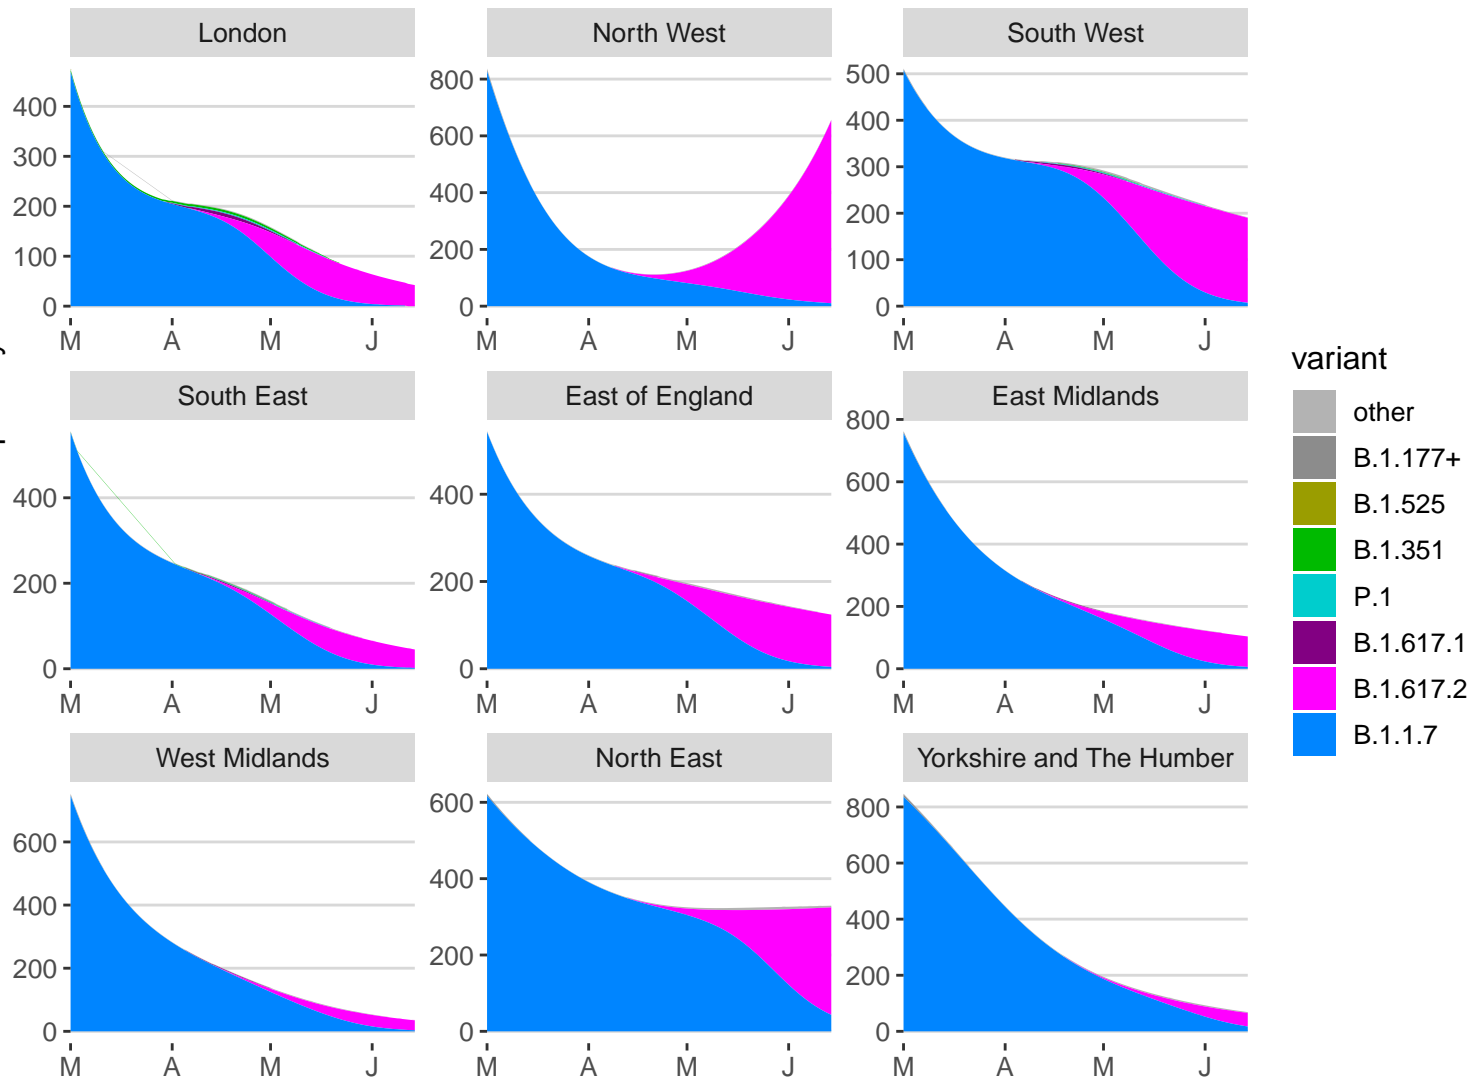 London
North West
South West
400
300
200
100
0
M A M J
800
600
400
200
0
M A M J
500
400
300
200
100
0
M A M J
South East
East of England
East Midlands
400
200
0
M A M J
400
200
0
M A M J
800
600
400
200
0
M A M J
West Midlands
North East
Yorkshire and The Humber
600
400
200
0
M A M J
600
400
200
0
M A M J
800
600
400
200
0
M A M J
variant
other
B.1.177+
B.1.525
B.1.351
P.1
B.1.617.1
B.1.617.2
B.1.1.7